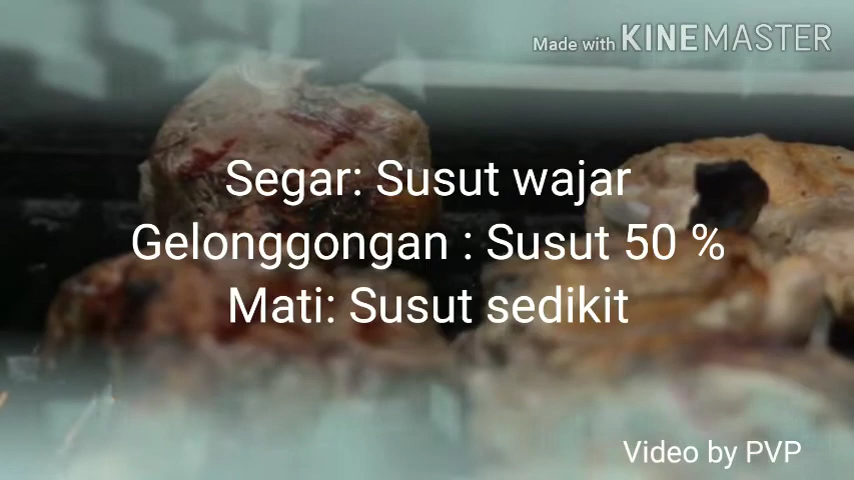 Made with KINEMASTER
Segar: Susut wajar
Gelonggongan : Susut 50 %
Mati: Susut sedikit
Video by PVP